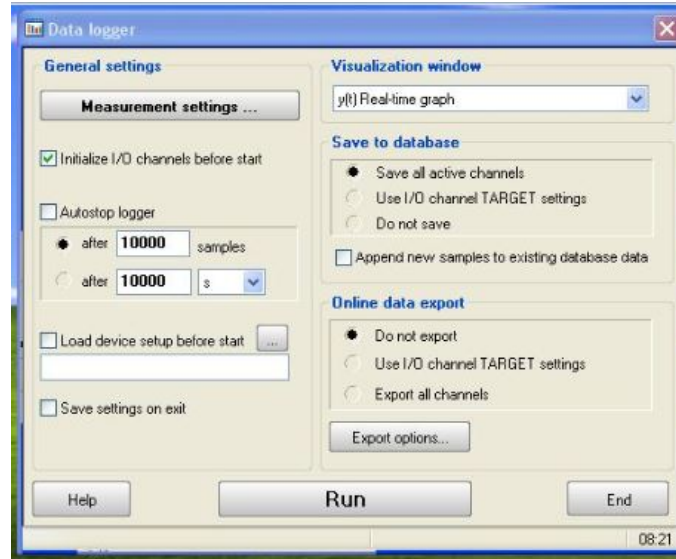 Data logger
General settings
Measurement settings ...
Initialize I/O channels before start
Autostop logger
after 10000 samples
after 10000 s
Load device setup before start ...
Save settings on exit
Visualization window
y(t) Real-time graph
Save to database
Save all active channels
Use I/O channel TARGET settings
Do not save
Append new samples to existing database data
Online data export
Do not export
Use I/O channel TARGET settings
Export all channels
Export options...
Help
Run
End
08:21